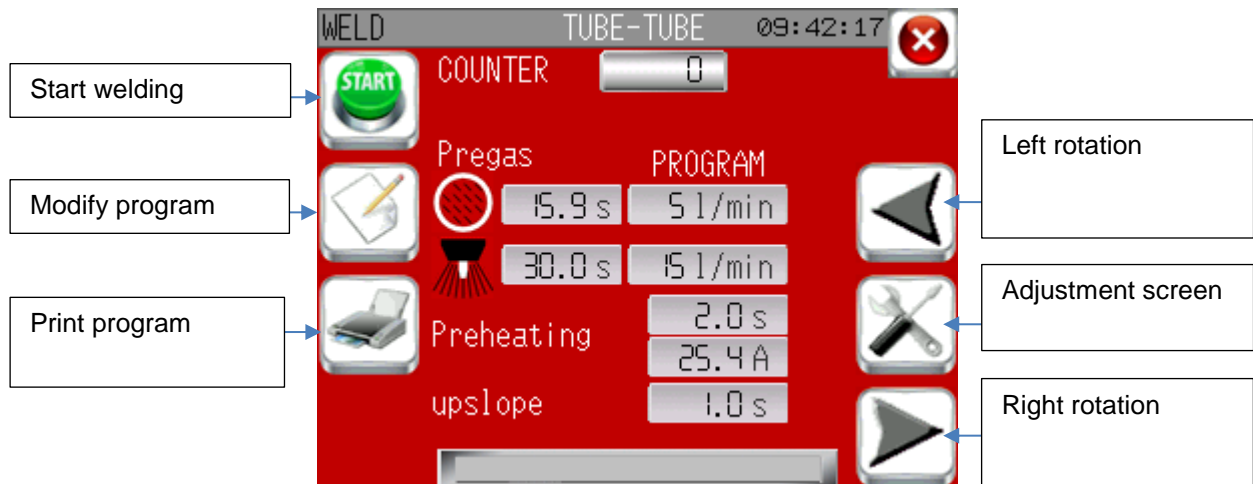 WELD TUBE-TUBE 09:42:17
Start welding
START
COUNTER 0
Left rotation
Pregas PROGRAM
Modify program
15.9 s 5 l/min
30.0 s 15 l/min
Adjustment screen
Print program
Preheating 2.0 s
25.4 A
upslope 1.0 s
Right rotation